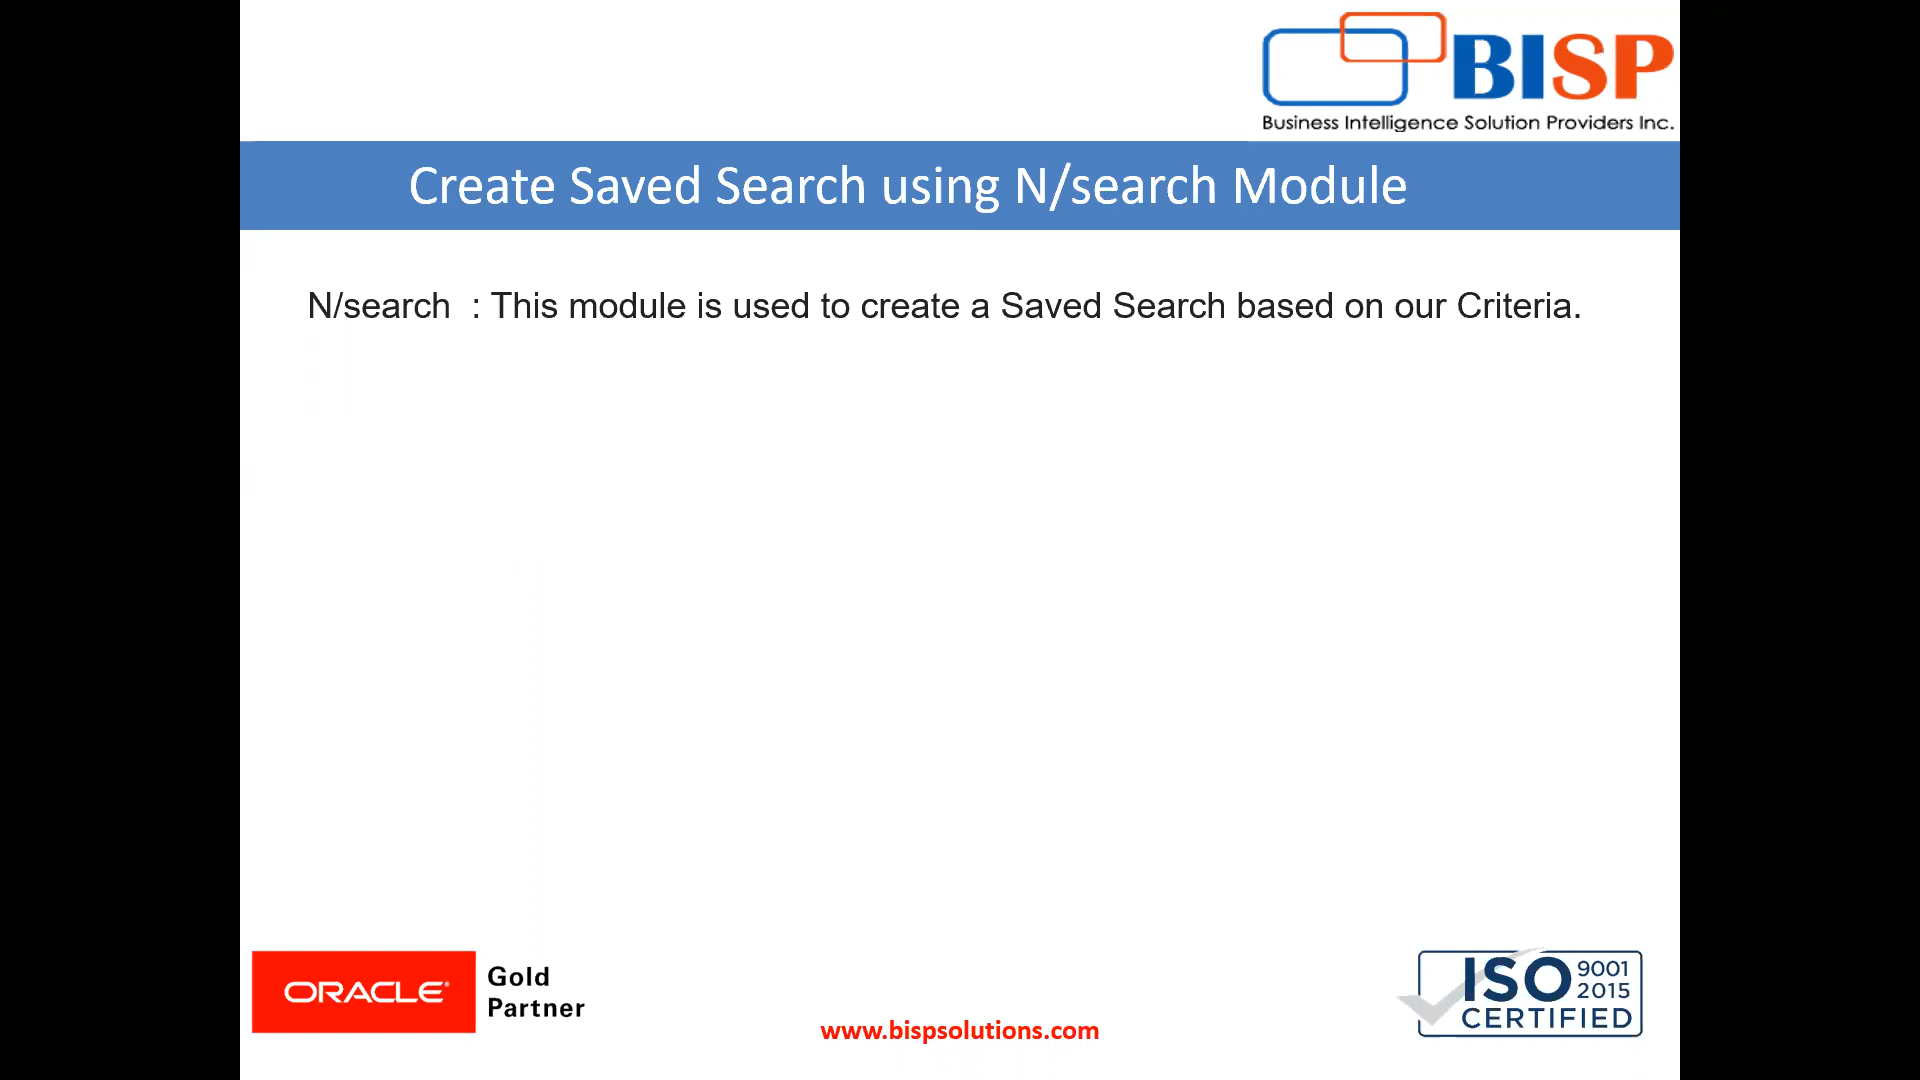 BISP
Business Intelligence Solution Providers Inc.
Create Saved Search using N/search Module
N/search : This module is used to create a Saved Search based on our Criteria.
ORACLE®
Gold
Partner
www.bispsolutions.com
ISO 9001
2015
CERTIFIED